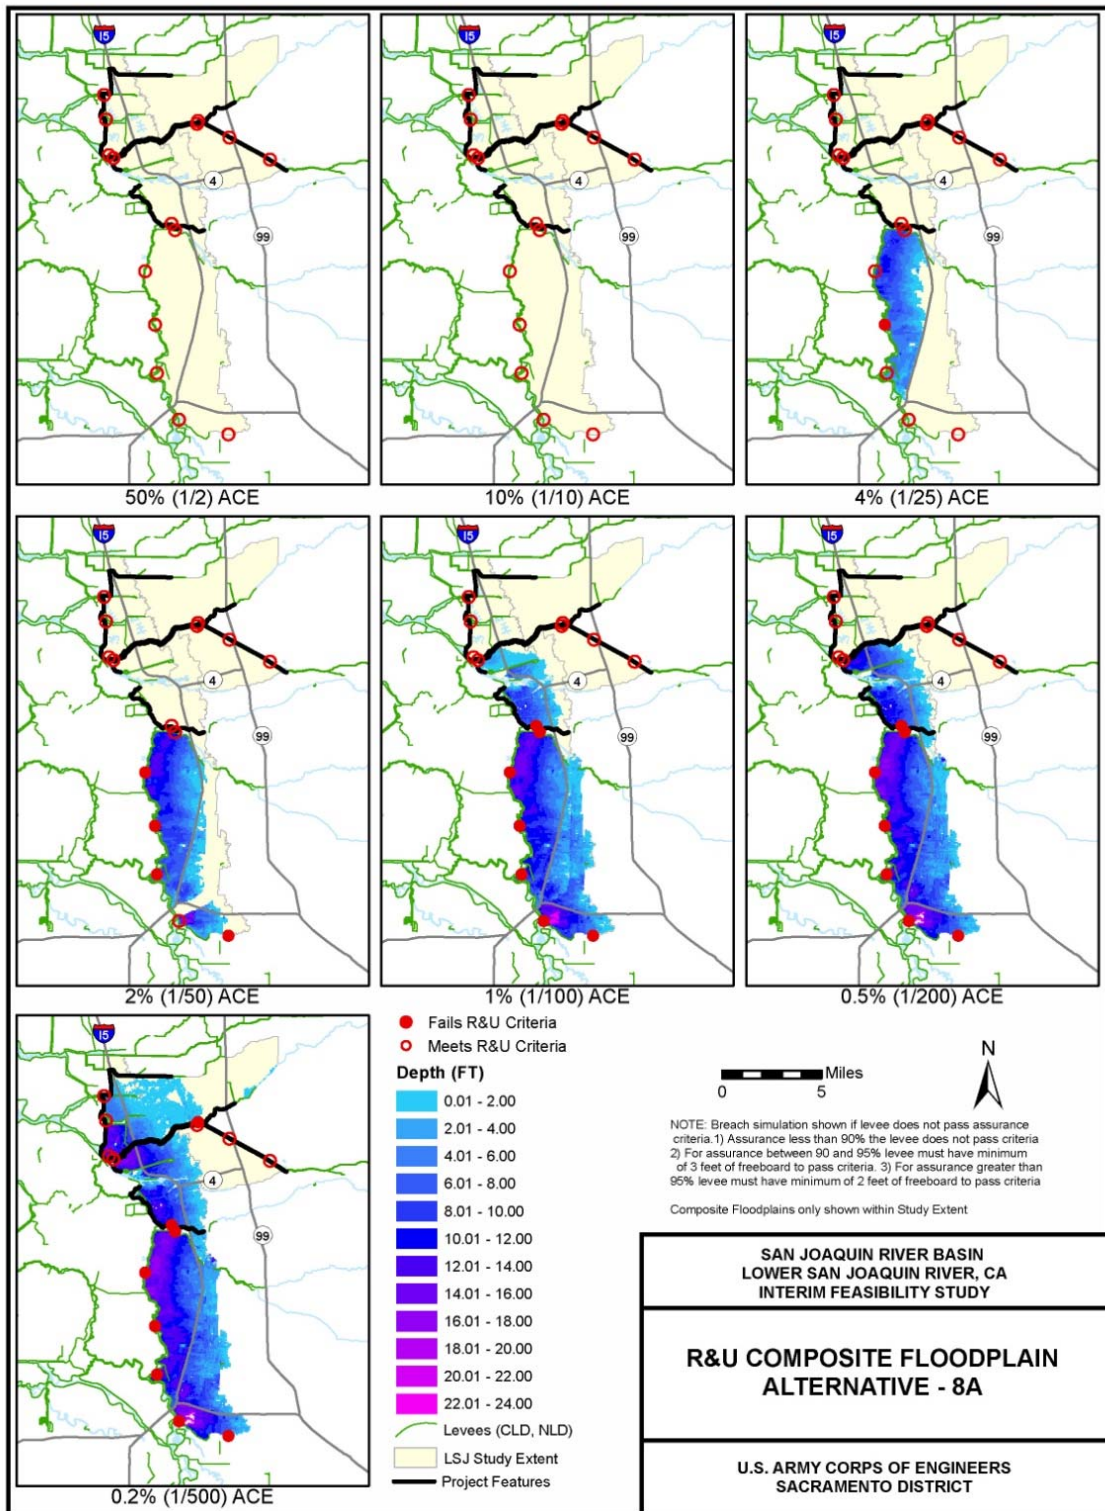 15
4
99
50% (1/2) ACE
15
4
99
10% (1/10) ACE
15
4
99
4% (1/25) ACE
15
4
99
2% (1/50) ACE
15
4
99
1% (1/100) ACE
15
4
99
0.5% (1/200) ACE
15
4
99
0.2% (1/500) ACE
Fails R&U Criteria
Meets R&U Criteria
Depth (FT)
0.01 - 2.00
2.01 - 4.00
4.01 - 6.00
6.01 - 8.00
8.01 - 10.00
10.01 - 12.00
12.01 - 14.00
14.01 - 16.00
16.01 - 18.00
18.01 - 20.00
20.01 - 22.00
22.01 - 24.00
Levees (CLD, NLD)
LSJ Study Extent
Project Features
Miles
0 5
N
NOTE: Breach simulation shown if levee does not pass assurance
criteria.1) Assurance less than 90% the levee does not pass criteria
2) For assurance between 90 and 95% levee must have minimum
of 3 feet of freeboard to pass criteria. 3) For assurance greater than
95% levee must have minimum of 2 feet of freeboard to pass criteria
Composite Floodplains only shown within Study Extent
SAN JOAQUIN RIVER BASIN
LOWER SAN JOAQUIN RIVER, CA
INTERIM FEASIBILITY STUDY
R&U COMPOSITE FLOODPLAIN
ALTERNATIVE - 8A
U.S. ARMY CORPS OF ENGINEERS
SACRAMENTO DISTRICT